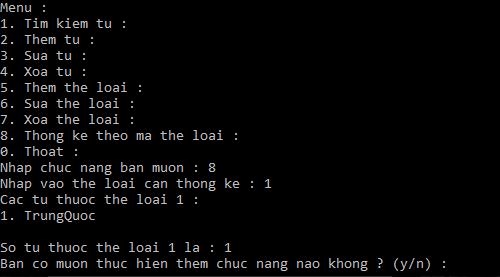 Menu :
1. Tim kiem tu :
2. Them tu :
3. Sua tu :
4. Xoa tu :
5. Them the loai :
6. Sua the loai :
7. Xoa the loai :
8. Thong ke theo ma the loai :
0. Thoat :
Nhap chuc nang ban muon : 8
Nhap vao the loai can thong ke : 1
Cac tu thuoc the loai 1 :
1. TrungQuoc
So tu thuoc the loai 1 la : 1
Ban co muon thuc hien them chuc nang nao khong ? (y/n) :